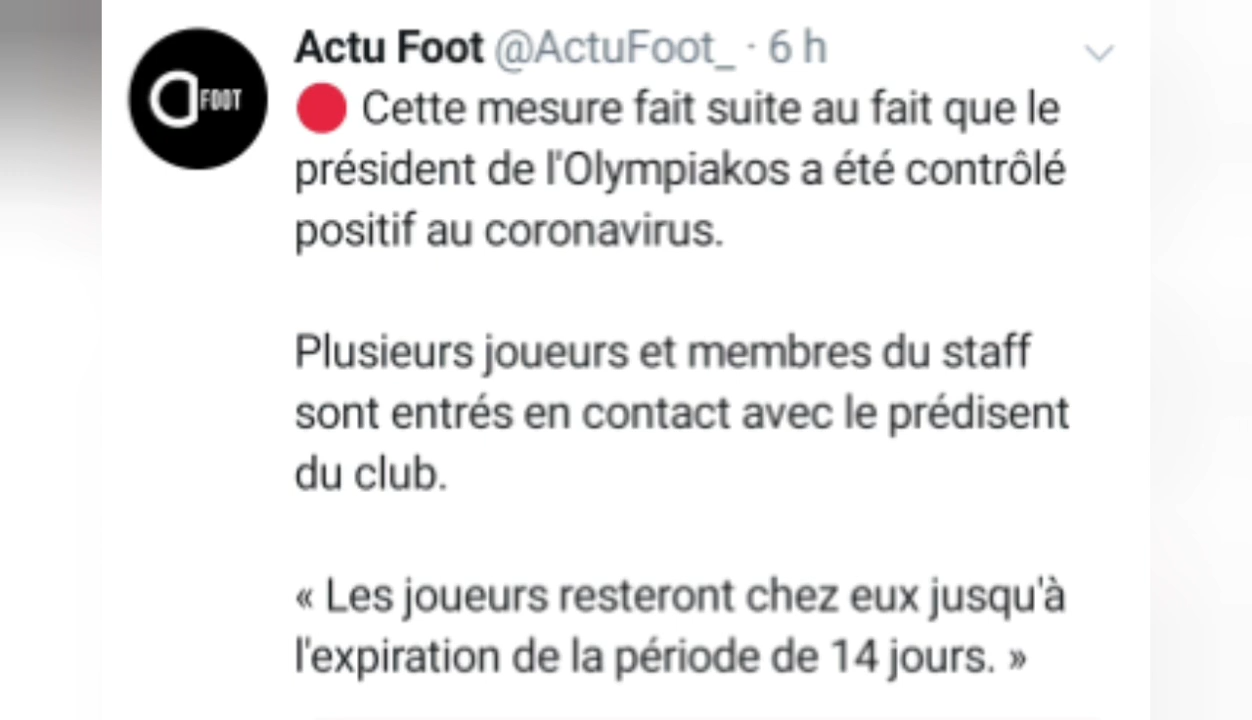 FOOT
Actu Foot @ActuFoot_ · 6 h
🔴 Cette mesure fait suite au fait que le
président de l'Olympiakos a été contrôlé
positif au coronavirus.
Plusieurs joueurs et membres du staff
sont entrés en contact avec le prédisent
du club.
« Les joueurs resteront chez eux jusqu'à
l'expiration de la période de 14 jours. »